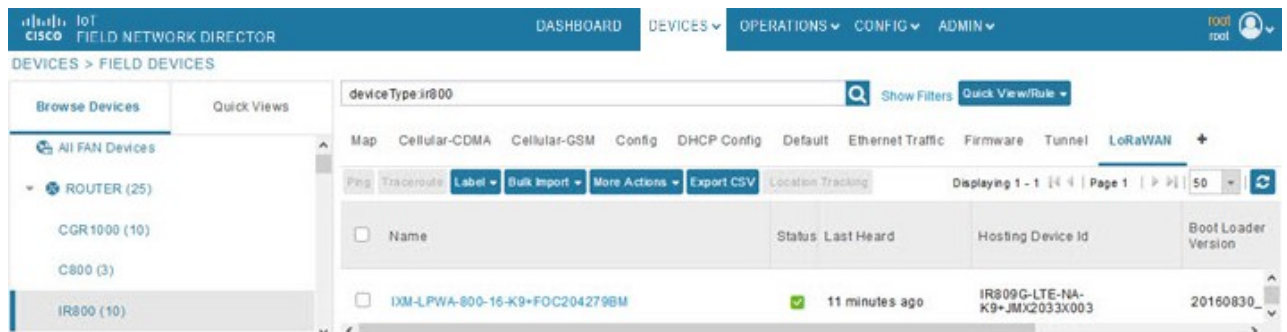 IoT
CISCO FIELD NETWORK DIRECTOR
DASHBOARD DEVICES OPERATIONS CONFIG ADMIN
root
root
DEVICES > FIELD DEVICES
Browse Devices Quick Views
deviceType:ir800
Show Filters Quick View/Rule
All FAN Devices
Map Cellular-CDMA Cellular-GSM Config DHCP Config Default Ethernet Traffic Firmware Tunnel LoRaWAN +
ROUTER (25)
Ping Traceroute Label Bulk Import More Actions Export CSV Location Tracking Displaying 1 - 1 Page 1 50
CGR1000 (10)
Name Status Last Heard Hosting Device Id Boot Loader Version
C800 (3)
IXM-LPWA-800-16-K9+FOC204279BM 11 minutes ago IR809G-LTE-NA-K9+JMX2033X003 20160830_
IR800 (10)